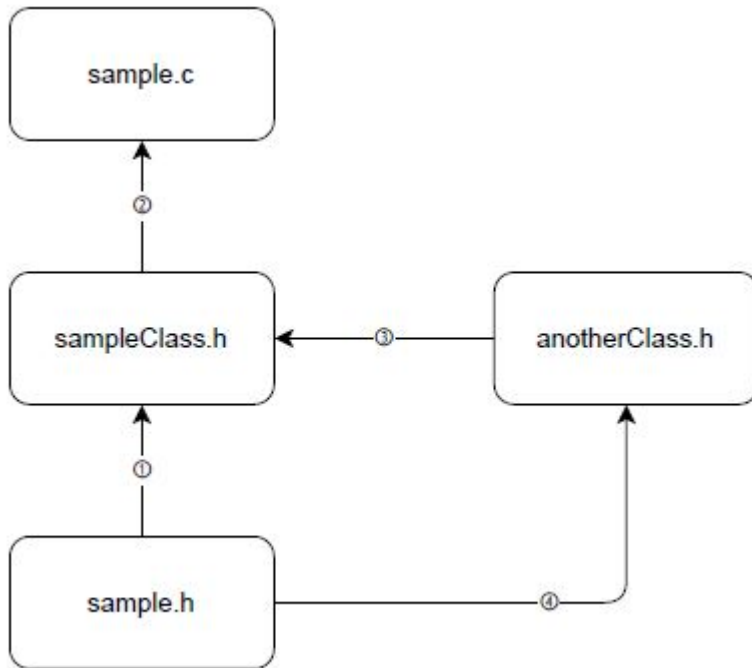 sample.c
②
sampleClass.h
③
anotherClass.h
①
sample.h
④